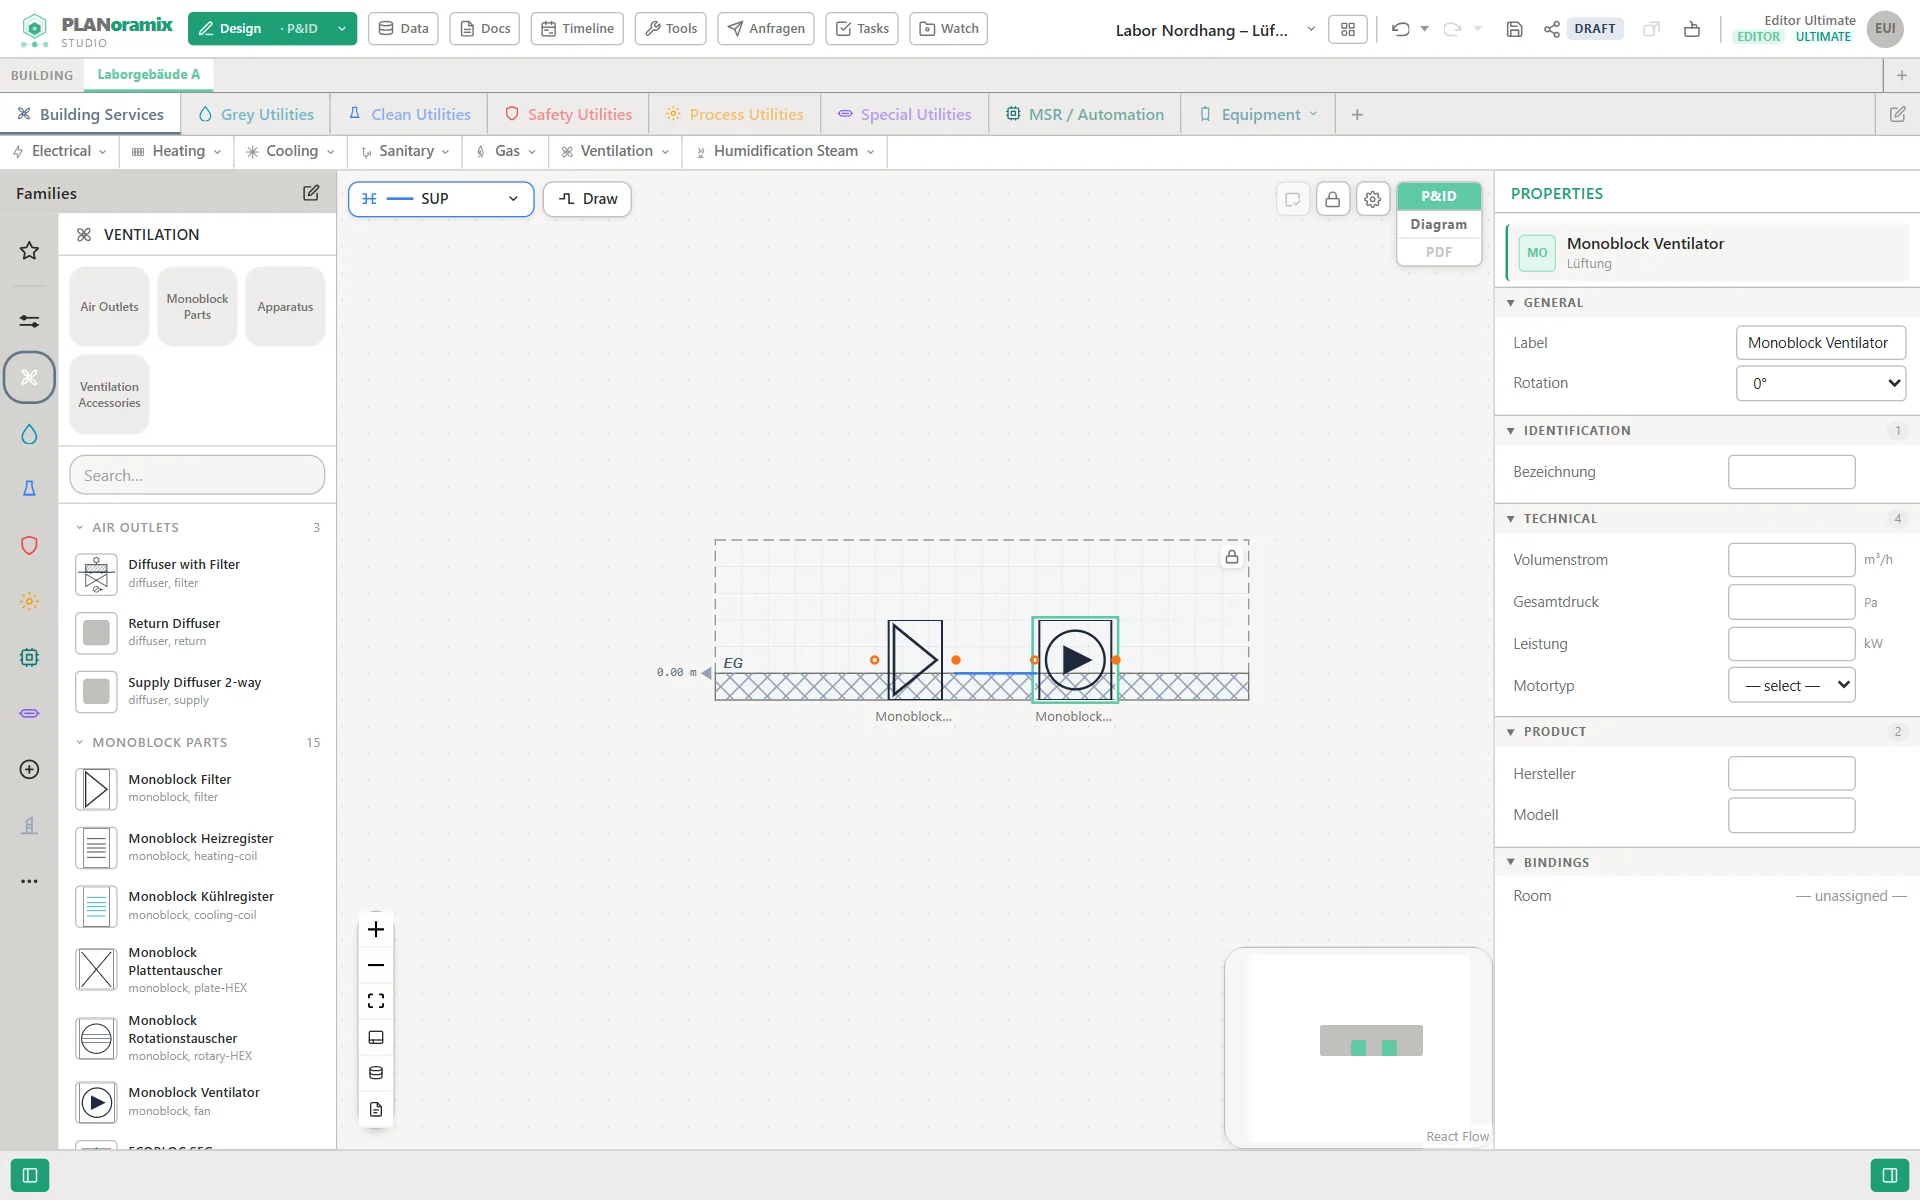 PLANoramix
STUDIO
Design · P&ID
Data
Docs
Timeline
Tools
Anfragen
Tasks
Watch
Labor Nordhang – Lüf...
DRAFT
Editor Ultimate
EDITOR ULTIMATE
EUI
BUILDING
Laborgebäude A
Building Services
Grey Utilities
Clean Utilities
Safety Utilities
Process Utilities
Special Utilities
MSR / Automation
Equipment
Electrical
Heating
Cooling
Sanitary
Gas
Ventilation
Humidification Steam
Families
VENTILATION
Air Outlets
Monoblock
Parts
Apparatus
Ventilation
Accessories
Search...
AIR OUTLETS 3
Diffuser with Filter
diffuser, filter
Return Diffuser
diffuser, return
Supply Diffuser 2-way
diffuser, supply
MONOBLOCK PARTS 15
Monoblock Filter
monoblock, filter
Monoblock Heizregister
monoblock, heating-coil
Monoblock Kühlregister
monoblock, cooling-coil
Monoblock
Plattentauscher
monoblock, plate-HEX
Monoblock
Rotationstauscher
monoblock, rotary-HEX
Monoblock Ventilator
monoblock, fan
SUP
Draw
P&ID
Diagram
PDF
EG
0.00 m
Monoblock...
Monoblock...
React Flow
PROPERTIES
MO
Monoblock Ventilator
Lüftung
GENERAL
Label Monoblock Ventilator
Rotation 0°
IDENTIFICATION 1
Bezeichnung
TECHNICAL 4
Volumenstrom m³/h
Gesamtdruck Pa
Leistung kW
Motortyp — select —
PRODUCT 2
Hersteller
Modell
BINDINGS
Room — unassigned —